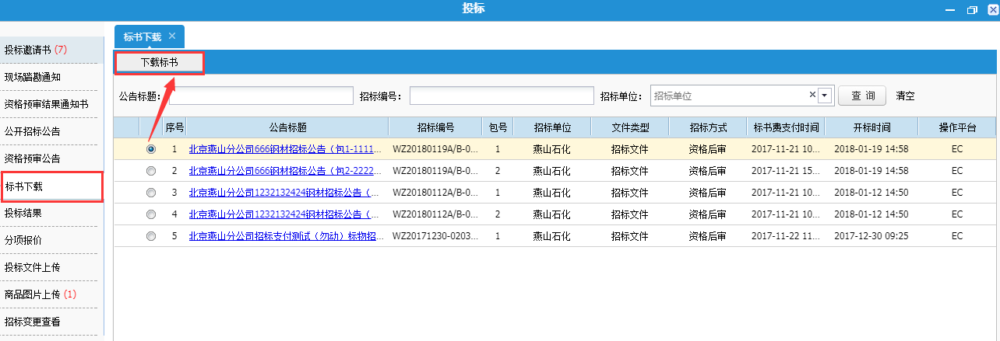 投标
标书下载
投标邀请书 (7)
下载标书
现场踏勘通知
公告标题：
招标编号：
招标单位：
招标单位
查 询
清空
资格预审结果通知书
公开招标公告
资格预审公告
标书下载
投标结果
分项报价
投标文件上传
商品图片上传 (1)
招标变更查看
序号 公告标题 招标编号 包号 招标单位 文件类型 招标方式 标书费支付时间 开标时间 操作平台
1 北京燕山分公司666钢材招标公告（包1-1111... WZ20180119A/B-0... 1 燕山石化 招标文件 资格后审 2017-11-21 10... 2018-01-19 14:58 EC
2 北京燕山分公司666钢材招标公告（包2-2222... WZ20180119A/B-0... 2 燕山石化 招标文件 资格后审 2017-11-21 15... 2018-01-19 14:58 EC
3 北京燕山分公司1232132424钢材招标公告（... WZ20180112A/B-0... 1 燕山石化 招标文件 资格后审 2017-11-21 10... 2018-01-12 14:50 EC
4 北京燕山分公司1232132424钢材招标公告（... WZ20180112A/B-0... 2 燕山石化 招标文件 资格后审 2017-11-21 10... 2018-01-12 14:50 EC
5 北京燕山分公司招标支付测试（勿动）标物招... WZ20171230-0203... 1 燕山石化 招标文件 资格后审 2017-11-22 11... 2017-12-30 09:25 EC